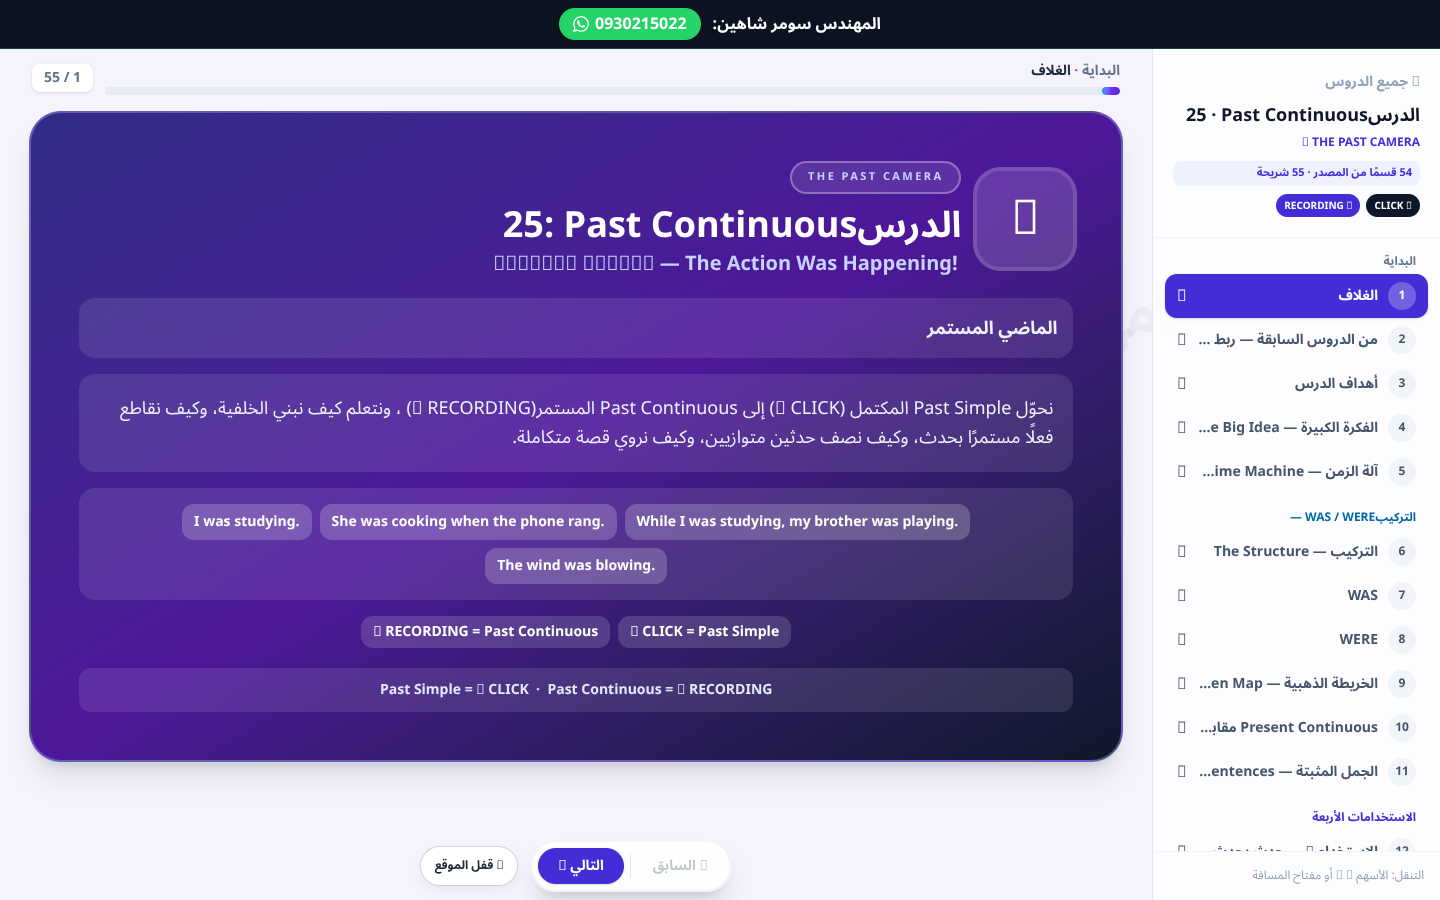 المهندس سومر شاهين: 0930215022
جميع الدروس
الدرس25 · Past Continuous
THE PAST CAMERA
54 قسمًا من المصدر · 55 شريحة
CLICK
RECORDING
البداية
1 الغلاف
2 من الدروس السابقة — ربط ...
3 أهداف الدرس
4 الفكرة الكبيرة — e Big Idea...
5 آلة الزمن — ime Machine...
التركيبWAS / WERE —
6 التركيب — The Structure
7 WAS
8 WERE
9 الخريطة الذهبية — en Map...
10 Present Continuous مقابـ...
11 الجمل المثبتة — entences...
الاستخدامات الأربعة
التنقل: الأسهم أو مفتاح المسافة
البداية · الغلاف
55 / 1
THE PAST CAMERA
الدرس25: Past Continuous
— The Action Was Happening!
الماضي المستمر
نحوّل Past Simple المكتمل (CLICK) إلى Past Continuous المستمر(RECORDING) ، ونتعلم كيف نبني الخلفية، وكيف نقاطع
فعلًا مستمرًا بحدث، وكيف نصف حدثين متوازيين، وكيف نروي قصة متكاملة.
I was studying. She was cooking when the phone rang. While I was studying, my brother was playing.
The wind was blowing.
RECORDING = Past Continuous CLICK = Past Simple
Past Simple = CLICK · Past Continuous = RECORDING
السابق
التالي
قفل الموقع